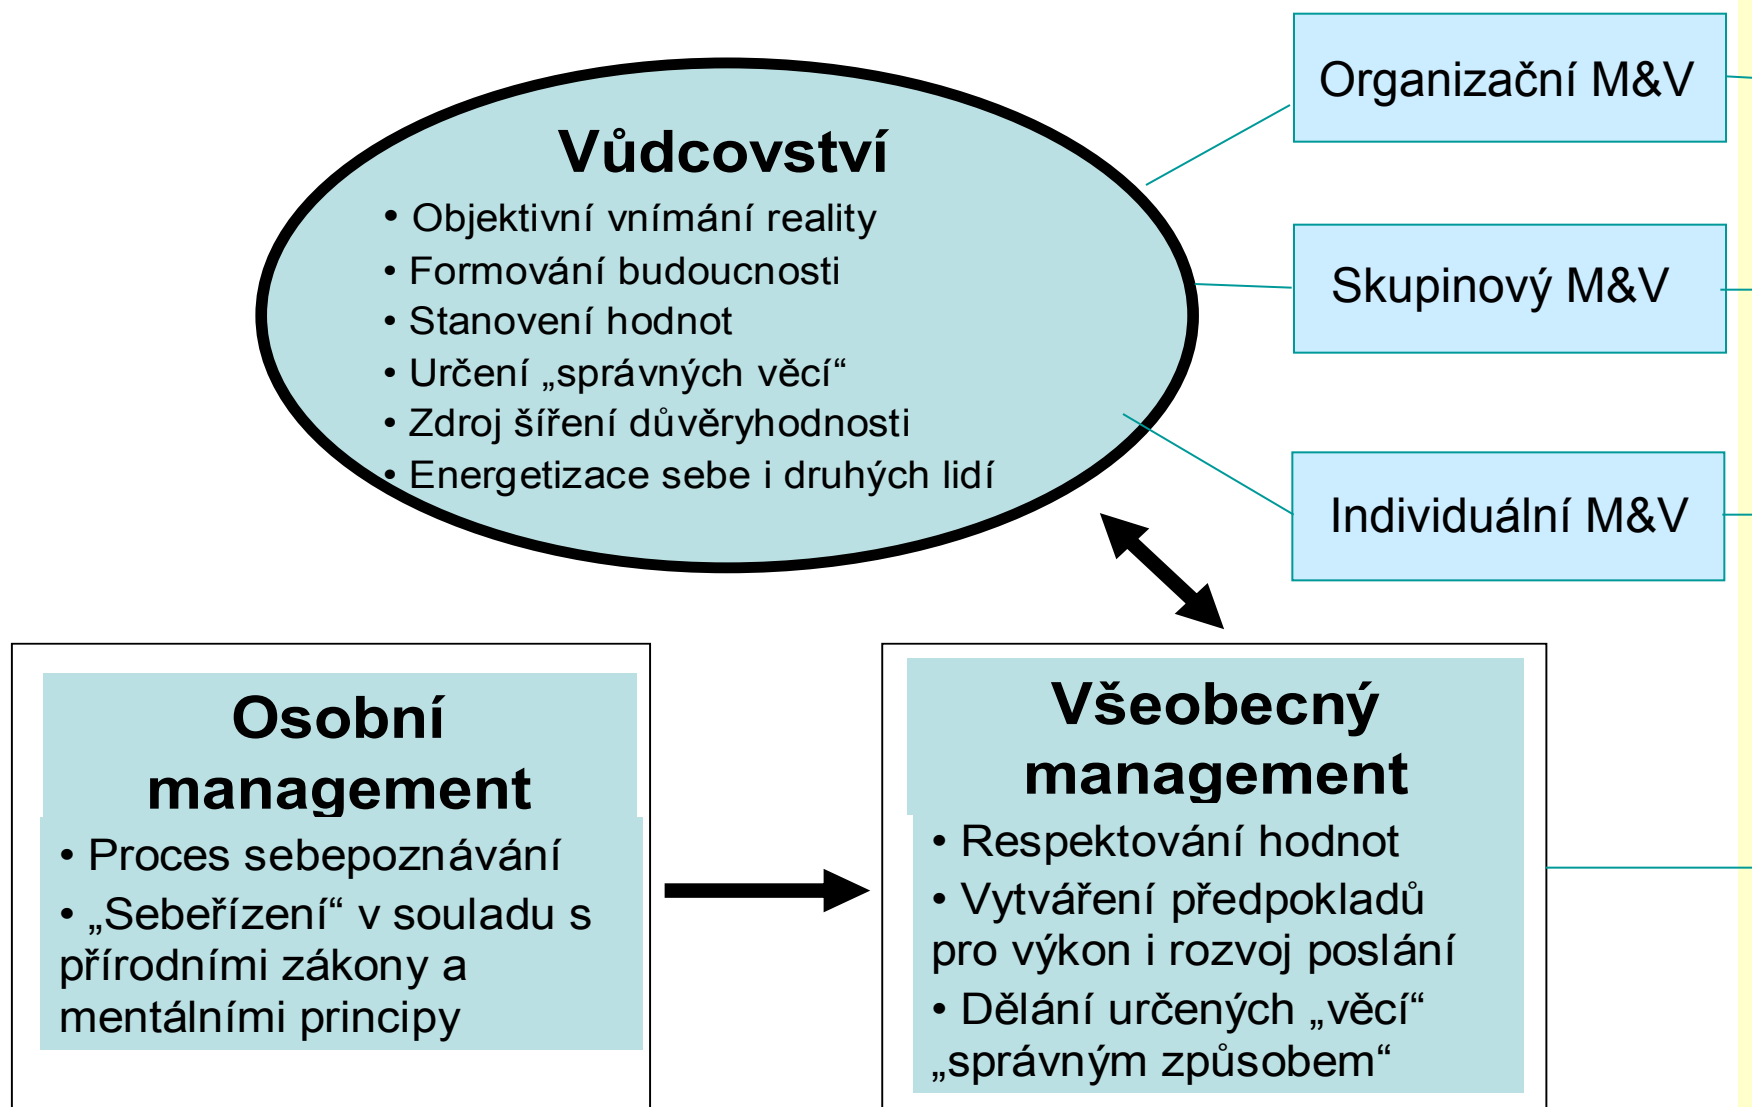 Vůdcovství
• Objektivní vnímání reality
• Formování budoucnosti
• Stanovení hodnot
• Určení „správných věcí“
• Zdroj šíření důvěryhodnosti
• Energetizace sebe i druhých lidí
Organizační M&V
Skupinový M&V
Individuální M&V
Osobní
management
• Proces sebepoznávání
• „Sebeřízení“ v souladu s
přírodními zákony a
mentálními principy
Všeobecný
management
• Respektování hodnot
• Vytváření předpokladů
pro výkon i rozvoj poslání
• Dělání určených „věcí“
„správným způsobem“